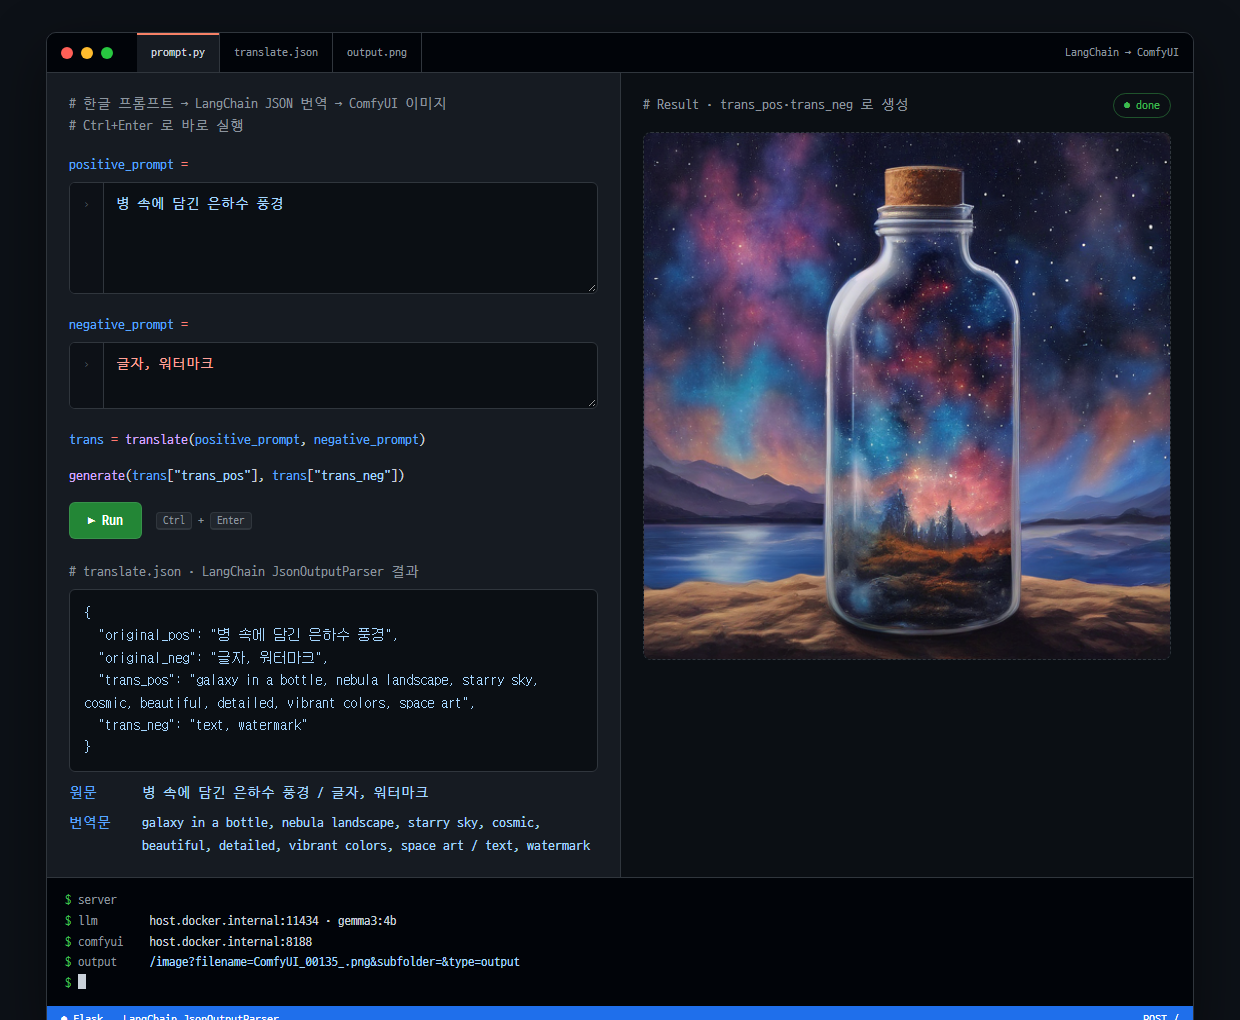 prompt.py translate.json output.png LangChain → ComfyUI
# 한글 프롬프트 → LangChain JSON 번역 → ComfyUI 이미지
# Ctrl+Enter 로 바로 실행
positive_prompt =
› 병 속에 담긴 은하수 풍경
negative_prompt =
› 글자, 워터마크
trans = translate(positive_prompt, negative_prompt)
generate(trans["trans_pos"], trans["trans_neg"])
▶ Run Ctrl + Enter
# translate.json · LangChain JsonOutputParser 결과
{
"original_pos": "병 속에 담긴 은하수 풍경",
"original_neg": "글자, 워터마크",
"trans_pos": "galaxy in a bottle, nebula landscape, starry sky,
cosmic, beautiful, detailed, vibrant colors, space art",
"trans_neg": "text, watermark"
}
원문 병 속에 담긴 은하수 풍경 / 글자, 워터마크
번역문 galaxy in a bottle, nebula landscape, starry sky, cosmic,
beautiful, detailed, vibrant colors, space art / text, watermark
# Result · trans_pos·trans_neg 로 생성 ● done
$ server
$ llm host.docker.internal:11434 · gemma3:4b
$ comfyui host.docker.internal:8188
$ output /image?filename=ComfyUI_00135_.png&subfolder=&type=output
$
● Flask LangChain JsonOutputParser POST /